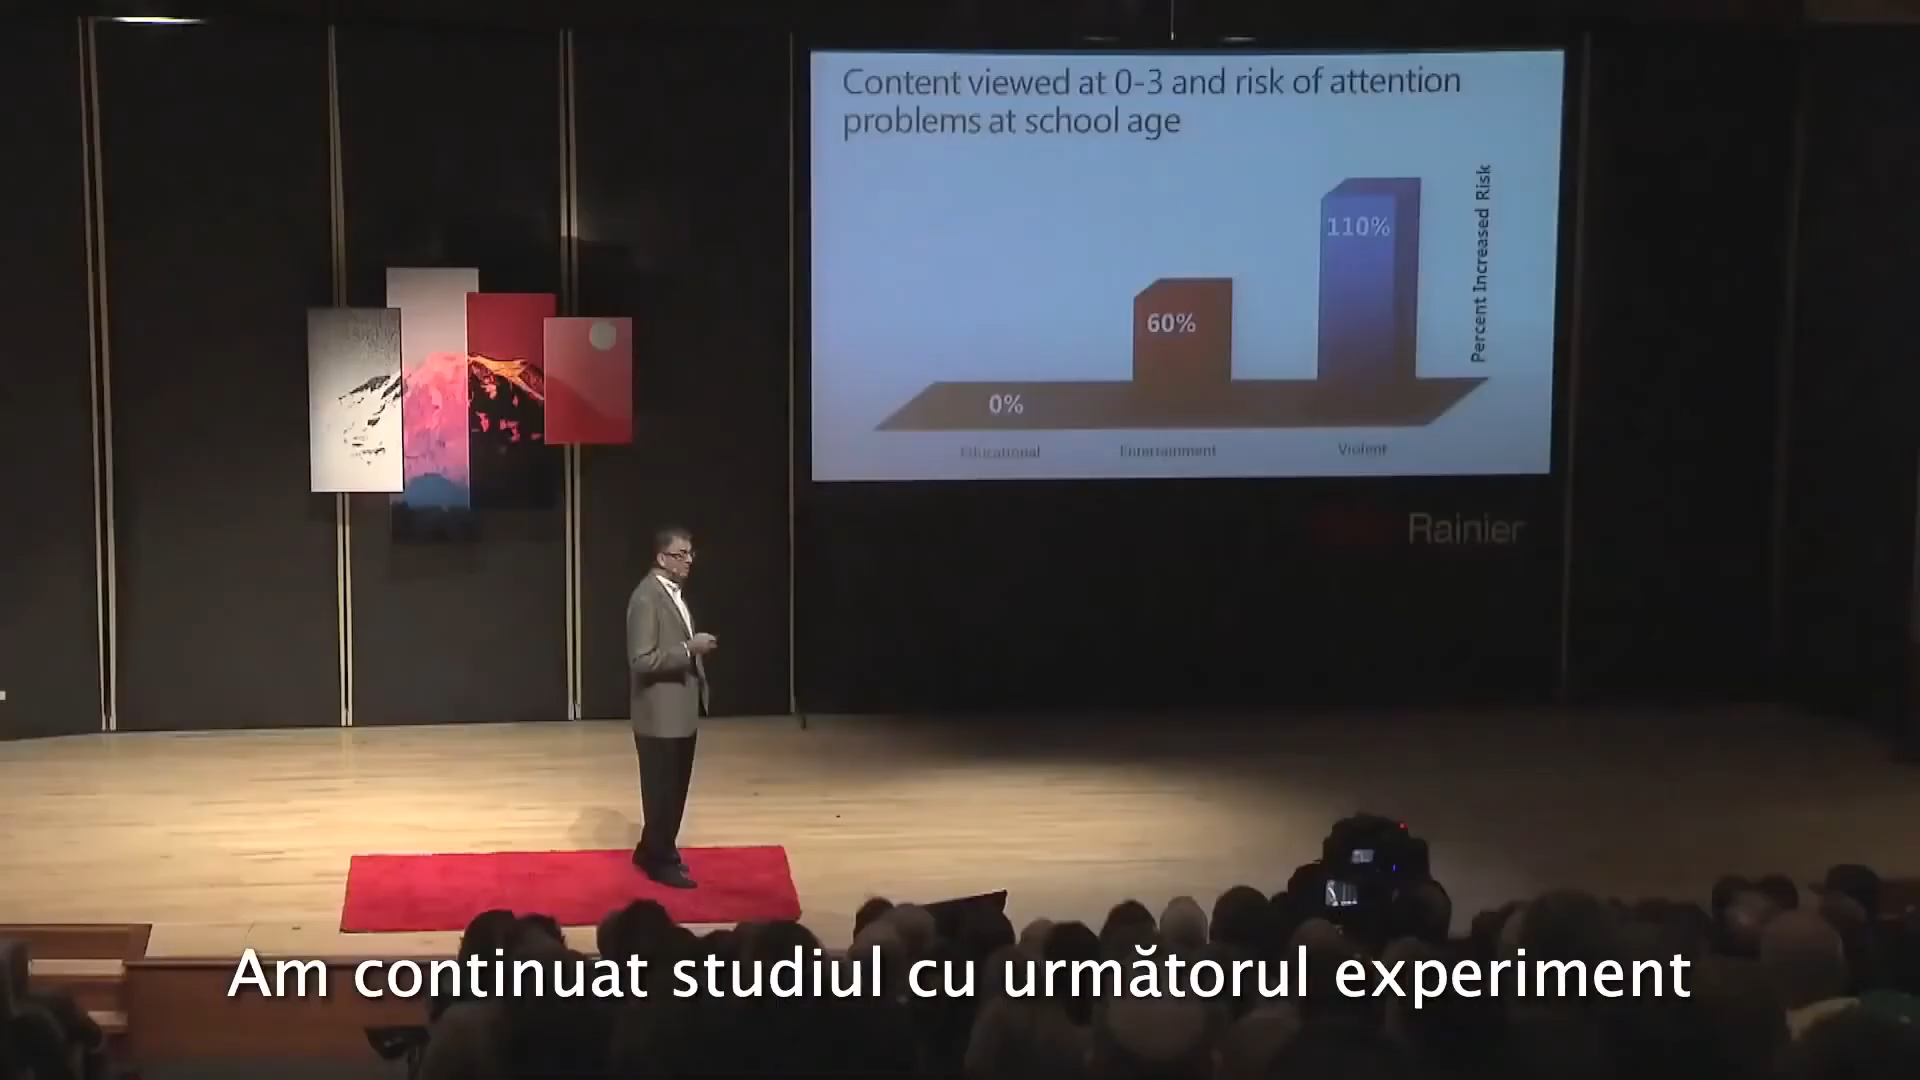 Content viewed at 0-3 and risk of attention
problems at school age
110%
60%
0%
Percent Increased Risk
Educational
Entertainment
Violent
Rainier
Am continuat studiul cu următorul experiment